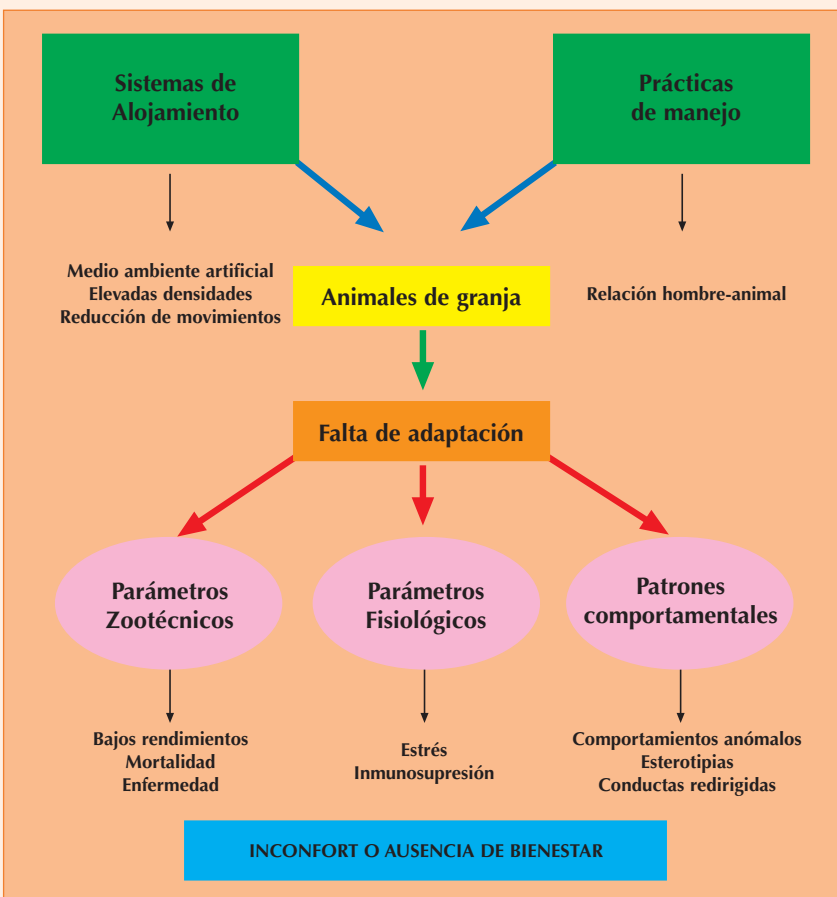 Sistemas de
Alojamiento
Prácticas
de manejo
Medio ambiente artificial
Elevadas densidades
Reducción de movimientos
Animales de granja
Relación hombre-animal
Falta de adaptación
Parámetros
Zootécnicos
Parámetros
Fisiológicos
Patrones
comportamentales
Bajos rendimientos
Mortalidad
Enfermedad
Estrés
Inmunosupresión
Comportamientos anómalos
Esterotipias
Conductas redirigidas
INCONFORT O AUSENCIA DE BIENESTAR